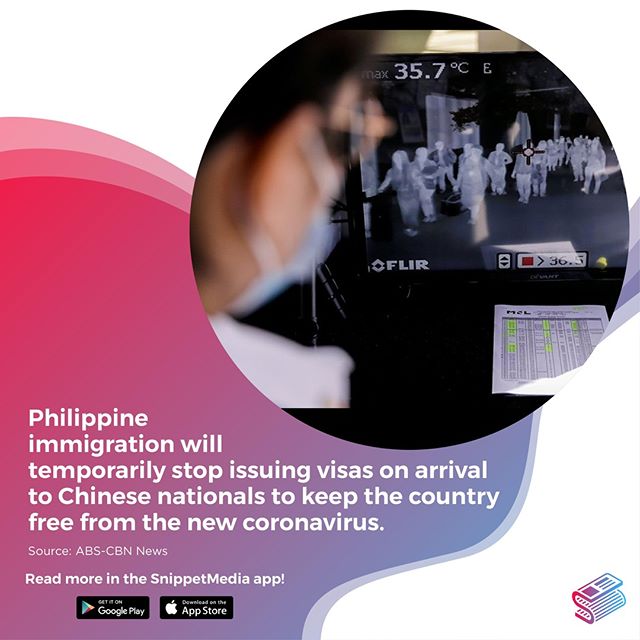 max 35.7 °C E
FLIR
> 36.5
Philippine
immigration will
temporarily stop issuing visas on arrival
to Chinese nationals to keep the country
free from the new coronavirus.
Source: ABS-CBN News
Read more in the SnippetMedia app!
GET IT ON
Google Play
Download on the
App Store